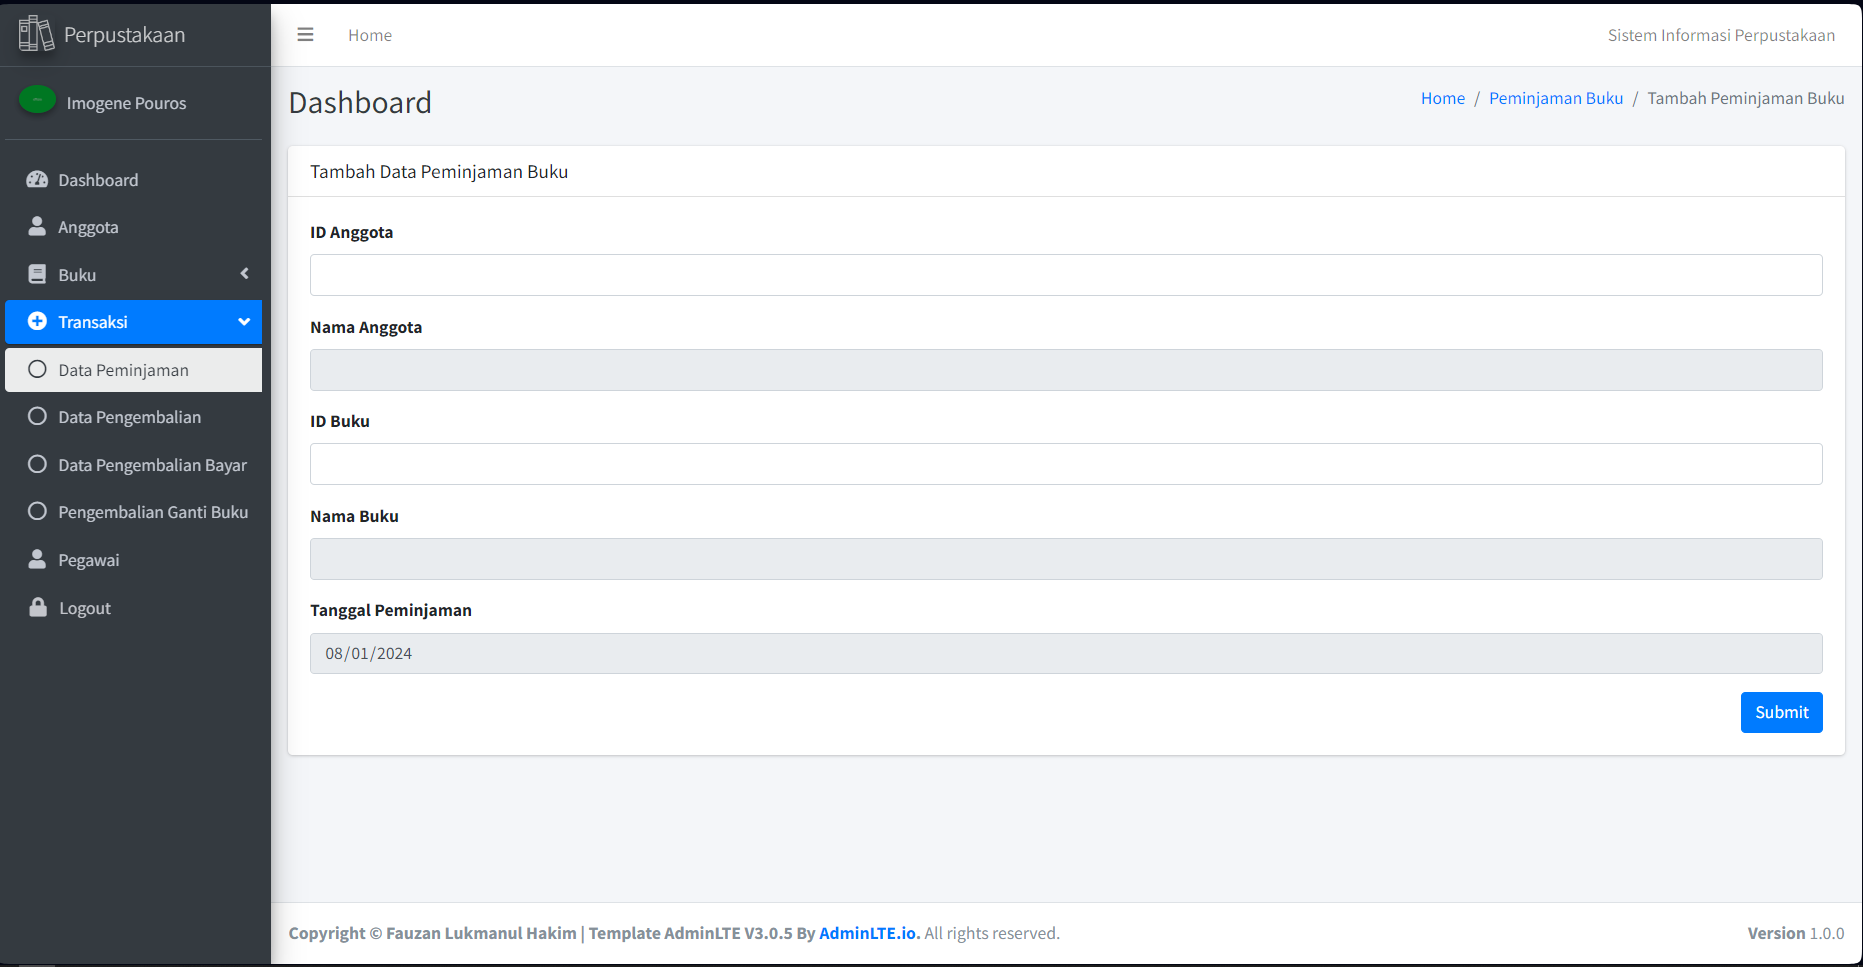 Perpustakaan
Home
Sistem Informasi Perpustakaan
Imogene Pouros
Dashboard
Anggota
Buku
Transaksi
Data Peminjaman
Data Pengembalian
Data Pengembalian Bayar
Pengembalian Ganti Buku
Pegawai
Logout
Dashboard
Home / Peminjaman Buku / Tambah Peminjaman Buku
Tambah Data Peminjaman Buku
ID Anggota
Nama Anggota
ID Buku
Nama Buku
Tanggal Peminjaman
08/01/2024
Submit
Copyright © Fauzan Lukmanul Hakim | Template AdminLTE V3.0.5 By AdminLTE.io. All rights reserved.
Version 1.0.0